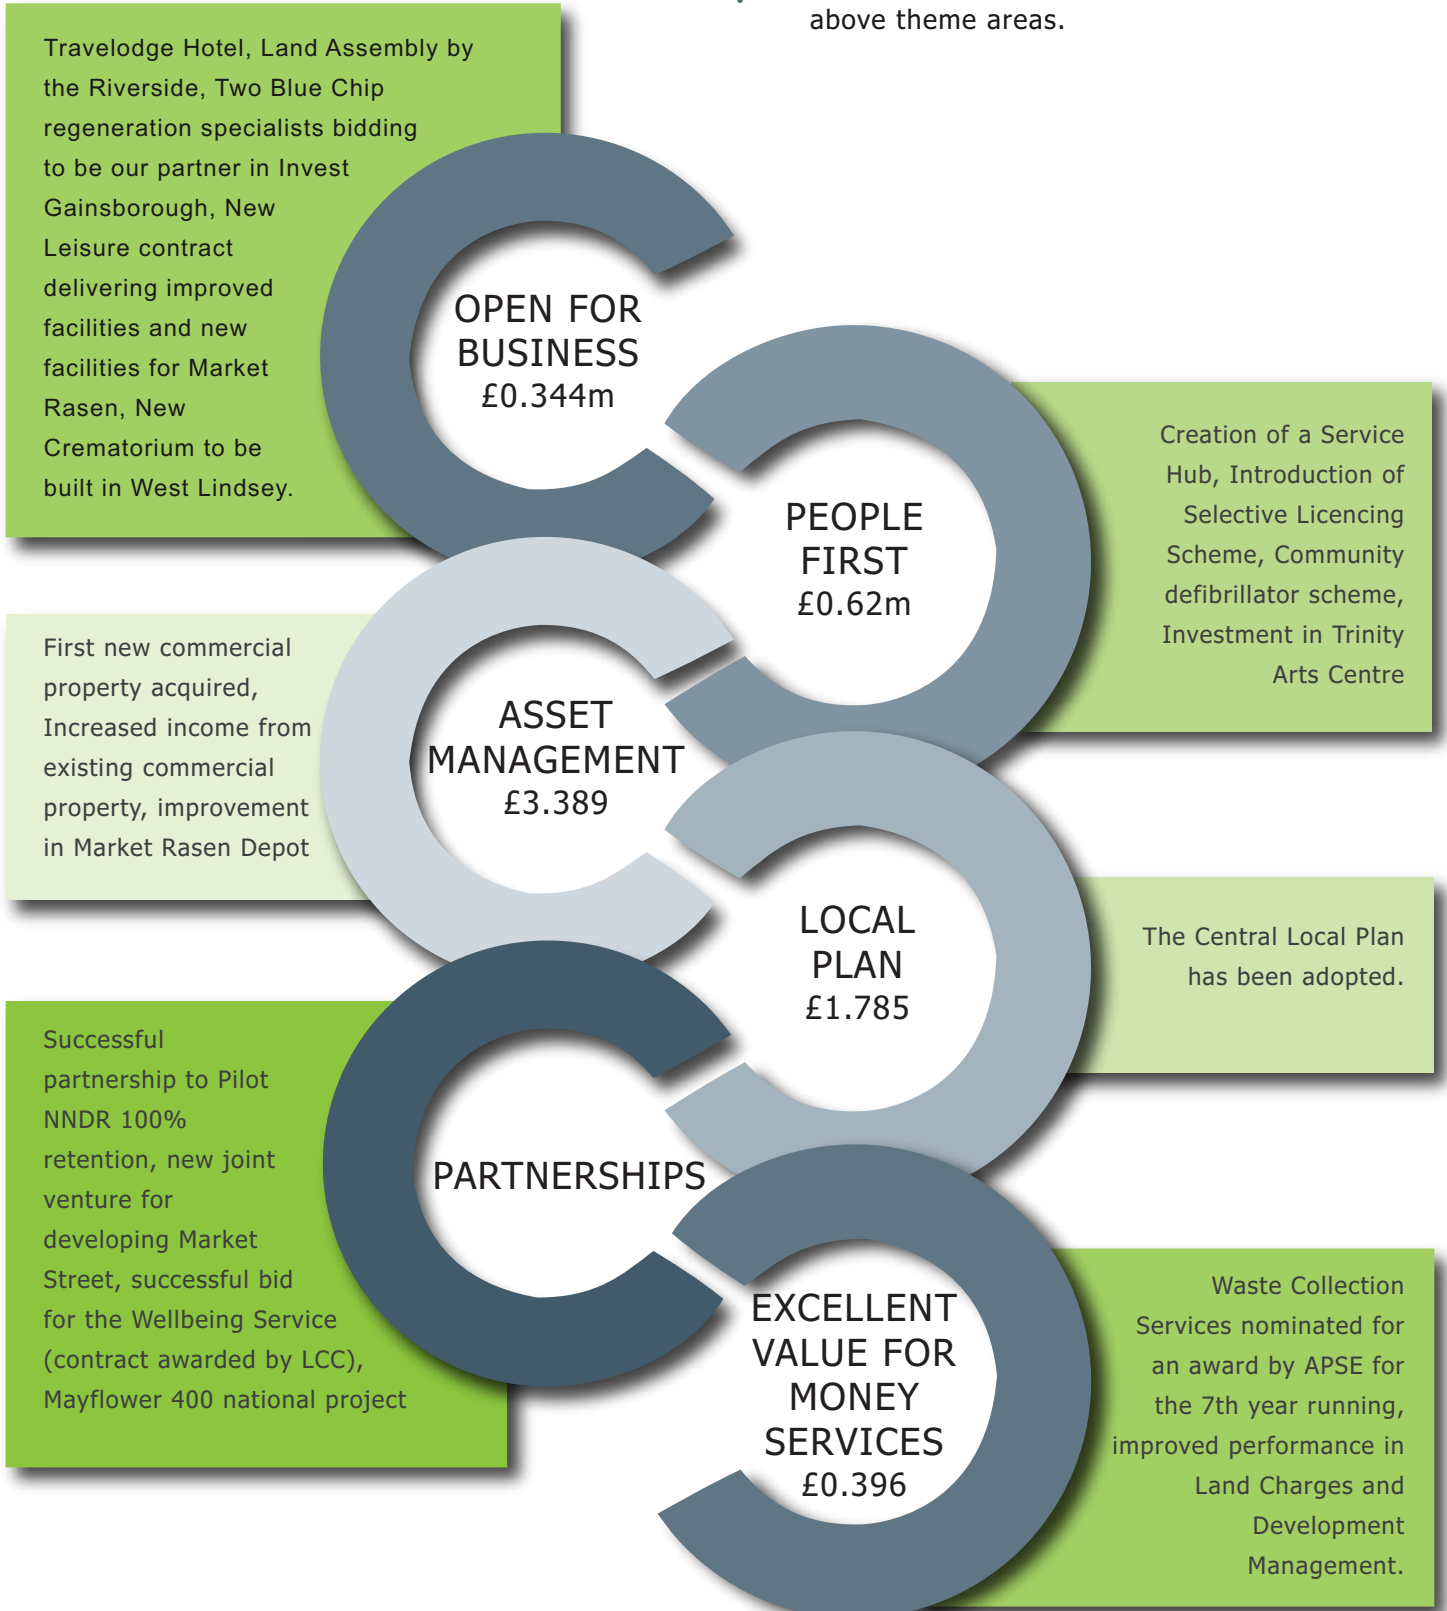 above theme areas.
Travelodge Hotel, Land Assembly by
the Riverside, Two Blue Chip
regeneration specialists bidding
to be our partner in Invest
Gainsborough, New
Leisure contract
delivering improved
facilities and new
facilities for Market
Rasen, New
Crematorium to be
built in West Lindsey.
OPEN FOR
BUSINESS
£0.344m
PEOPLE
FIRST
£0.62m
Creation of a Service
Hub, Introduction of
Selective Licencing
Scheme, Community
defibrillator scheme,
Investment in Trinity
Arts Centre
First new commercial
property acquired,
Increased income from
existing commercial
property, improvement
in Market Rasen Depot
ASSET
MANAGEMENT
£3.389
LOCAL
PLAN
£1.785
The Central Local Plan
has been adopted.
Successful
partnership to Pilot
NNDR 100%
retention, new joint
venture for
developing Market
Street, successful bid
for the Wellbeing Service
(contract awarded by LCC),
Mayflower 400 national project
PARTNERSHIPS
EXCELLENT
VALUE FOR
MONEY
SERVICES
£0.396
Waste Collection
Services nominated for
an award by APSE for
the 7th year running,
improved performance in
Land Charges and
Development
Management.